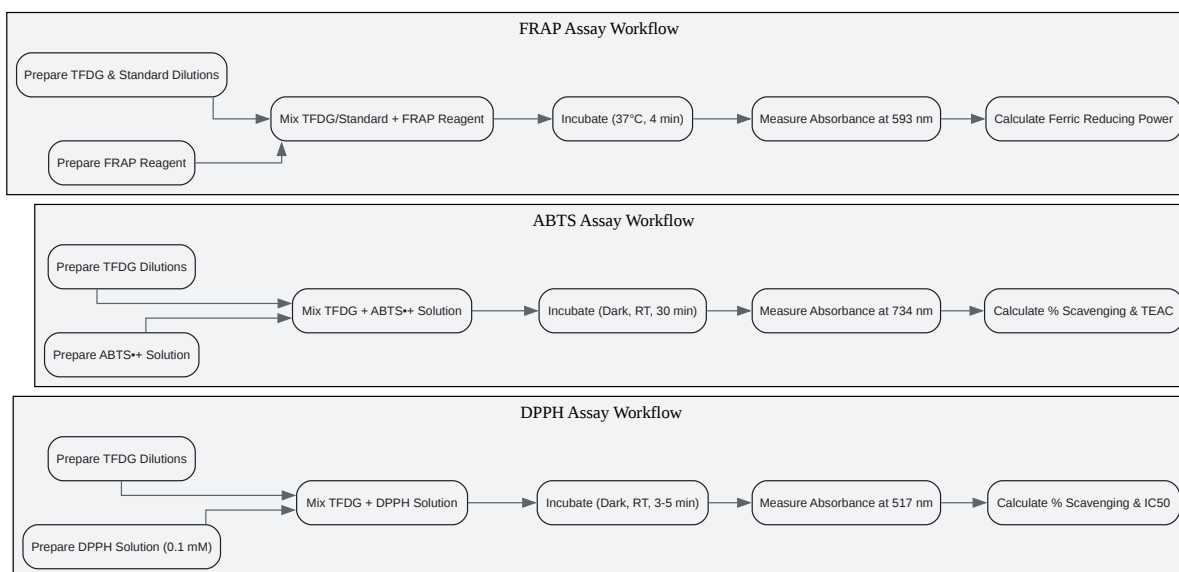 FRAP Assay Workflow
Prepare TFDG & Standard Dilutions
Mix TFDG/Standard + FRAP Reagent
Incubate (37°C, 4 min)
Measure Absorbance at 593 nm
Calculate Ferric Reducing Power
Prepare FRAP Reagent
ABTS Assay Workflow
Prepare TFDG Dilutions
Mix TFDG + ABTS•+ Solution
Incubate (Dark, RT, 30 min)
Measure Absorbance at 734 nm
Calculate % Scavenging & TEAC
Prepare ABTS•+ Solution
DPPH Assay Workflow
Prepare TFDG Dilutions
Mix TFDG + DPPH Solution
Incubate (Dark, RT, 3-5 min)
Measure Absorbance at 517 nm
Calculate % Scavenging & IC50
Prepare DPPH Solution (0.1 mM)